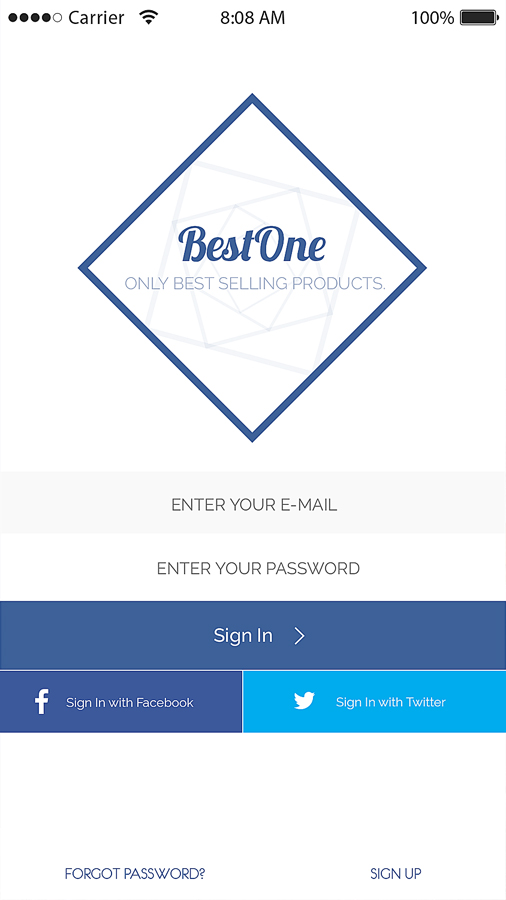 Carrier 8:08 AM 100%
BestOne
ONLY BEST SELLING PRODUCTS.
ENTER YOUR E-MAIL
ENTER YOUR PASSWORD
Sign In
Sign In with Facebook Sign In with Twitter
FORGOT PASSWORD? SIGN UP